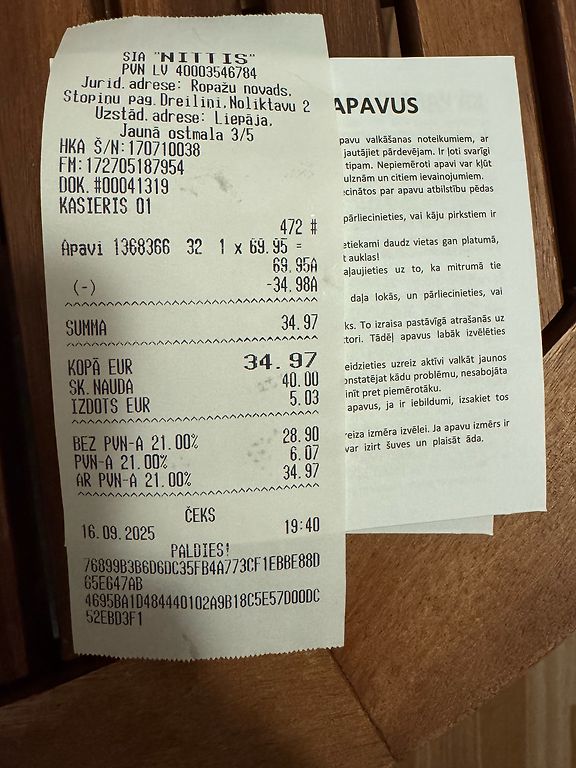 SIA "NITTIS"
PVN LV 40003546784
Jurid.adrese: Ropažu novads,
Stopiņu pag.Dreiliņi,Noliktavu 2
Uzstād.adrese: Liepāja,
Jaunā ostmala 3/5
HKA Š/N:170710038
FM:172705187954
DOK.#00041319
KASIERIS 01
472 #
Apavi 1368366 32 1 x 69.95 =
69.95A
(-) -34.98A
SUMMA 34.97
KOPĀ EUR 34.97
SK.NAUDA 40.00
IZDOTS EUR 5.03
BEZ PVN-A 21.00% 28.90
PVN-A 21.00% 6.07
AR PVN-A 21.00% 34.97
ČEKS
16.09.2025 19:40
PALDIES!
76899B3B6D6DC35FB4A773CF1EBBE88D
65E647AB
4695BA1D484440102A9B18C5E57D00DC
52EBD3F1
APAVUS
pavu valkāšanas noteikumiem, ar
jautājiet pārdevējam. Ir ļoti svarīgi
tipam. Nepiemēroti apavi var kļūt
ulznām un citiem ievainojumiem.
ecinātos par apavu atbilstību pēdas
pārliecinieties, vai kāju pirkstiem ir
etiekami daudz vietas gan platumā,
t auklas!
aļaujieties uz to, ka mitrumā tie
daļa lokās, un pārliecinieties, vai
ks. To izraisa pastāvīgā atrašanās uz
tori. Tādēļ apavus labāk izvēlēties
eidzieties uzreiz aktīvi valkāt jaunos
onstatējat kādu problēmu, nesabojāta
inīt pret piemērotāku.
apavus, ja ir iebildumi, izsakiet tos
reiza izmēra izvēlei. Ja apavu izmērs ir
var izirt šuves un plaisāt āda.